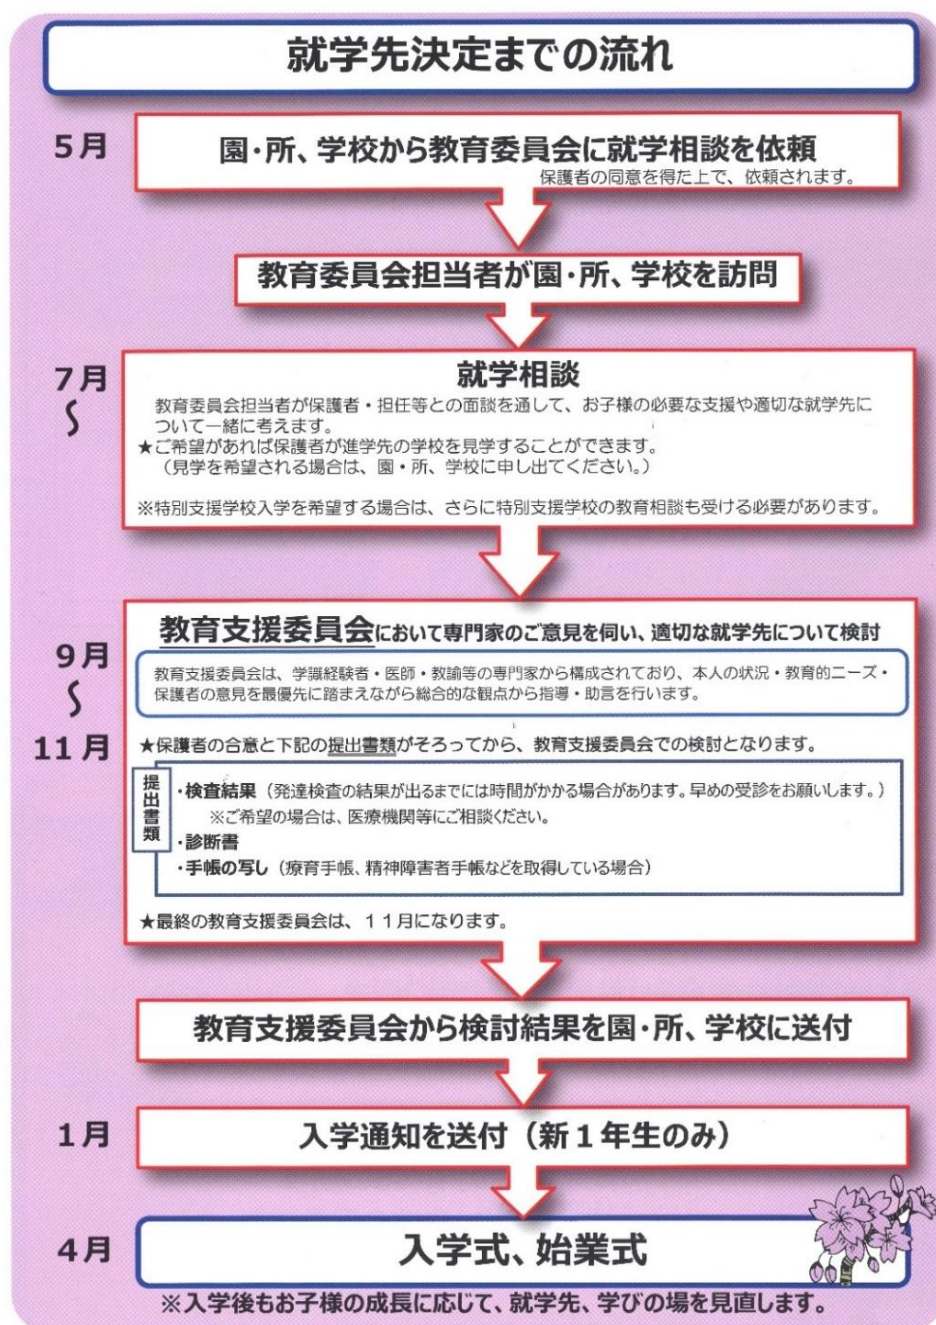 就学先決定までの流れ
5月
園・所、学校から教育委員会に就学相談を依頼
保護者の同意を得た上で、依頼されます。
教育委員会担当者が園・所、学校を訪問
7月
～
就学相談
教育委員会担当者が保護者・担任等との面談を通して、お子様の必要な支援や適切な就学先に
ついて一緒に考えます。
★ご希望があれば保護者が進学先の学校を見学することができます。
（見学を希望される場合は、園・所、学校に申し出てください。）
※特別支援学校入学を希望する場合は、さらに特別支援学校の教育相談も受ける必要があります。
9月
～
11月
教育支援委員会において専門家のご意見を伺い、適切な就学先について検討
教育支援委員会は、学識経験者・医師・教諭等の専門家から構成されており、本人の状況・教育的ニーズ・
保護者の意見を最優先に踏まえながら総合的な観点から指導・助言を行います。
★保護者の合意と下記の提出書類がそろってから、教育支援委員会での検討となります。
提出書類
・検査結果（発達検査の結果が出るまでには時間がかかる場合があります。早めの受診をお願いします。）
※ご希望の場合は、医療機関等にご相談ください。
・診断書
・手帳の写し（療育手帳、精神障害者手帳などを取得している場合）
★最終の教育支援委員会は、１１月になります。
教育支援委員会から検討結果を園・所、学校に送付
1月
入学通知を送付（新１年生のみ）
4月
入学式、始業式
※入学後もお子様の成長に応じて、就学先、学びの場を見直します。